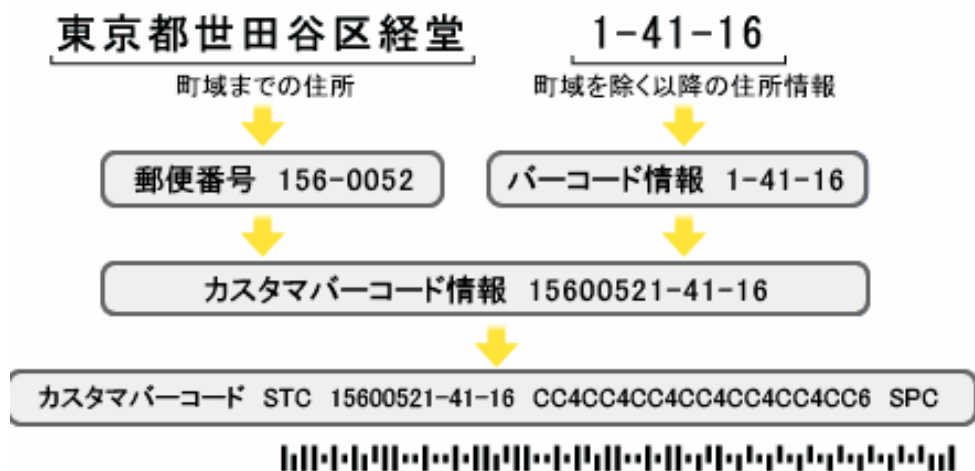 東京都世田谷区経堂 1-41-16
町域までの住所 町域を除く以降の住所情報
郵便番号 156-0052 バーコード情報 1-41-16
カスタマバーコード情報 15600521-41-16
カスタマバーコード STC 15600521-41-16 CC4CC4CC4CC4CC4CC4CC4CC6 SPC